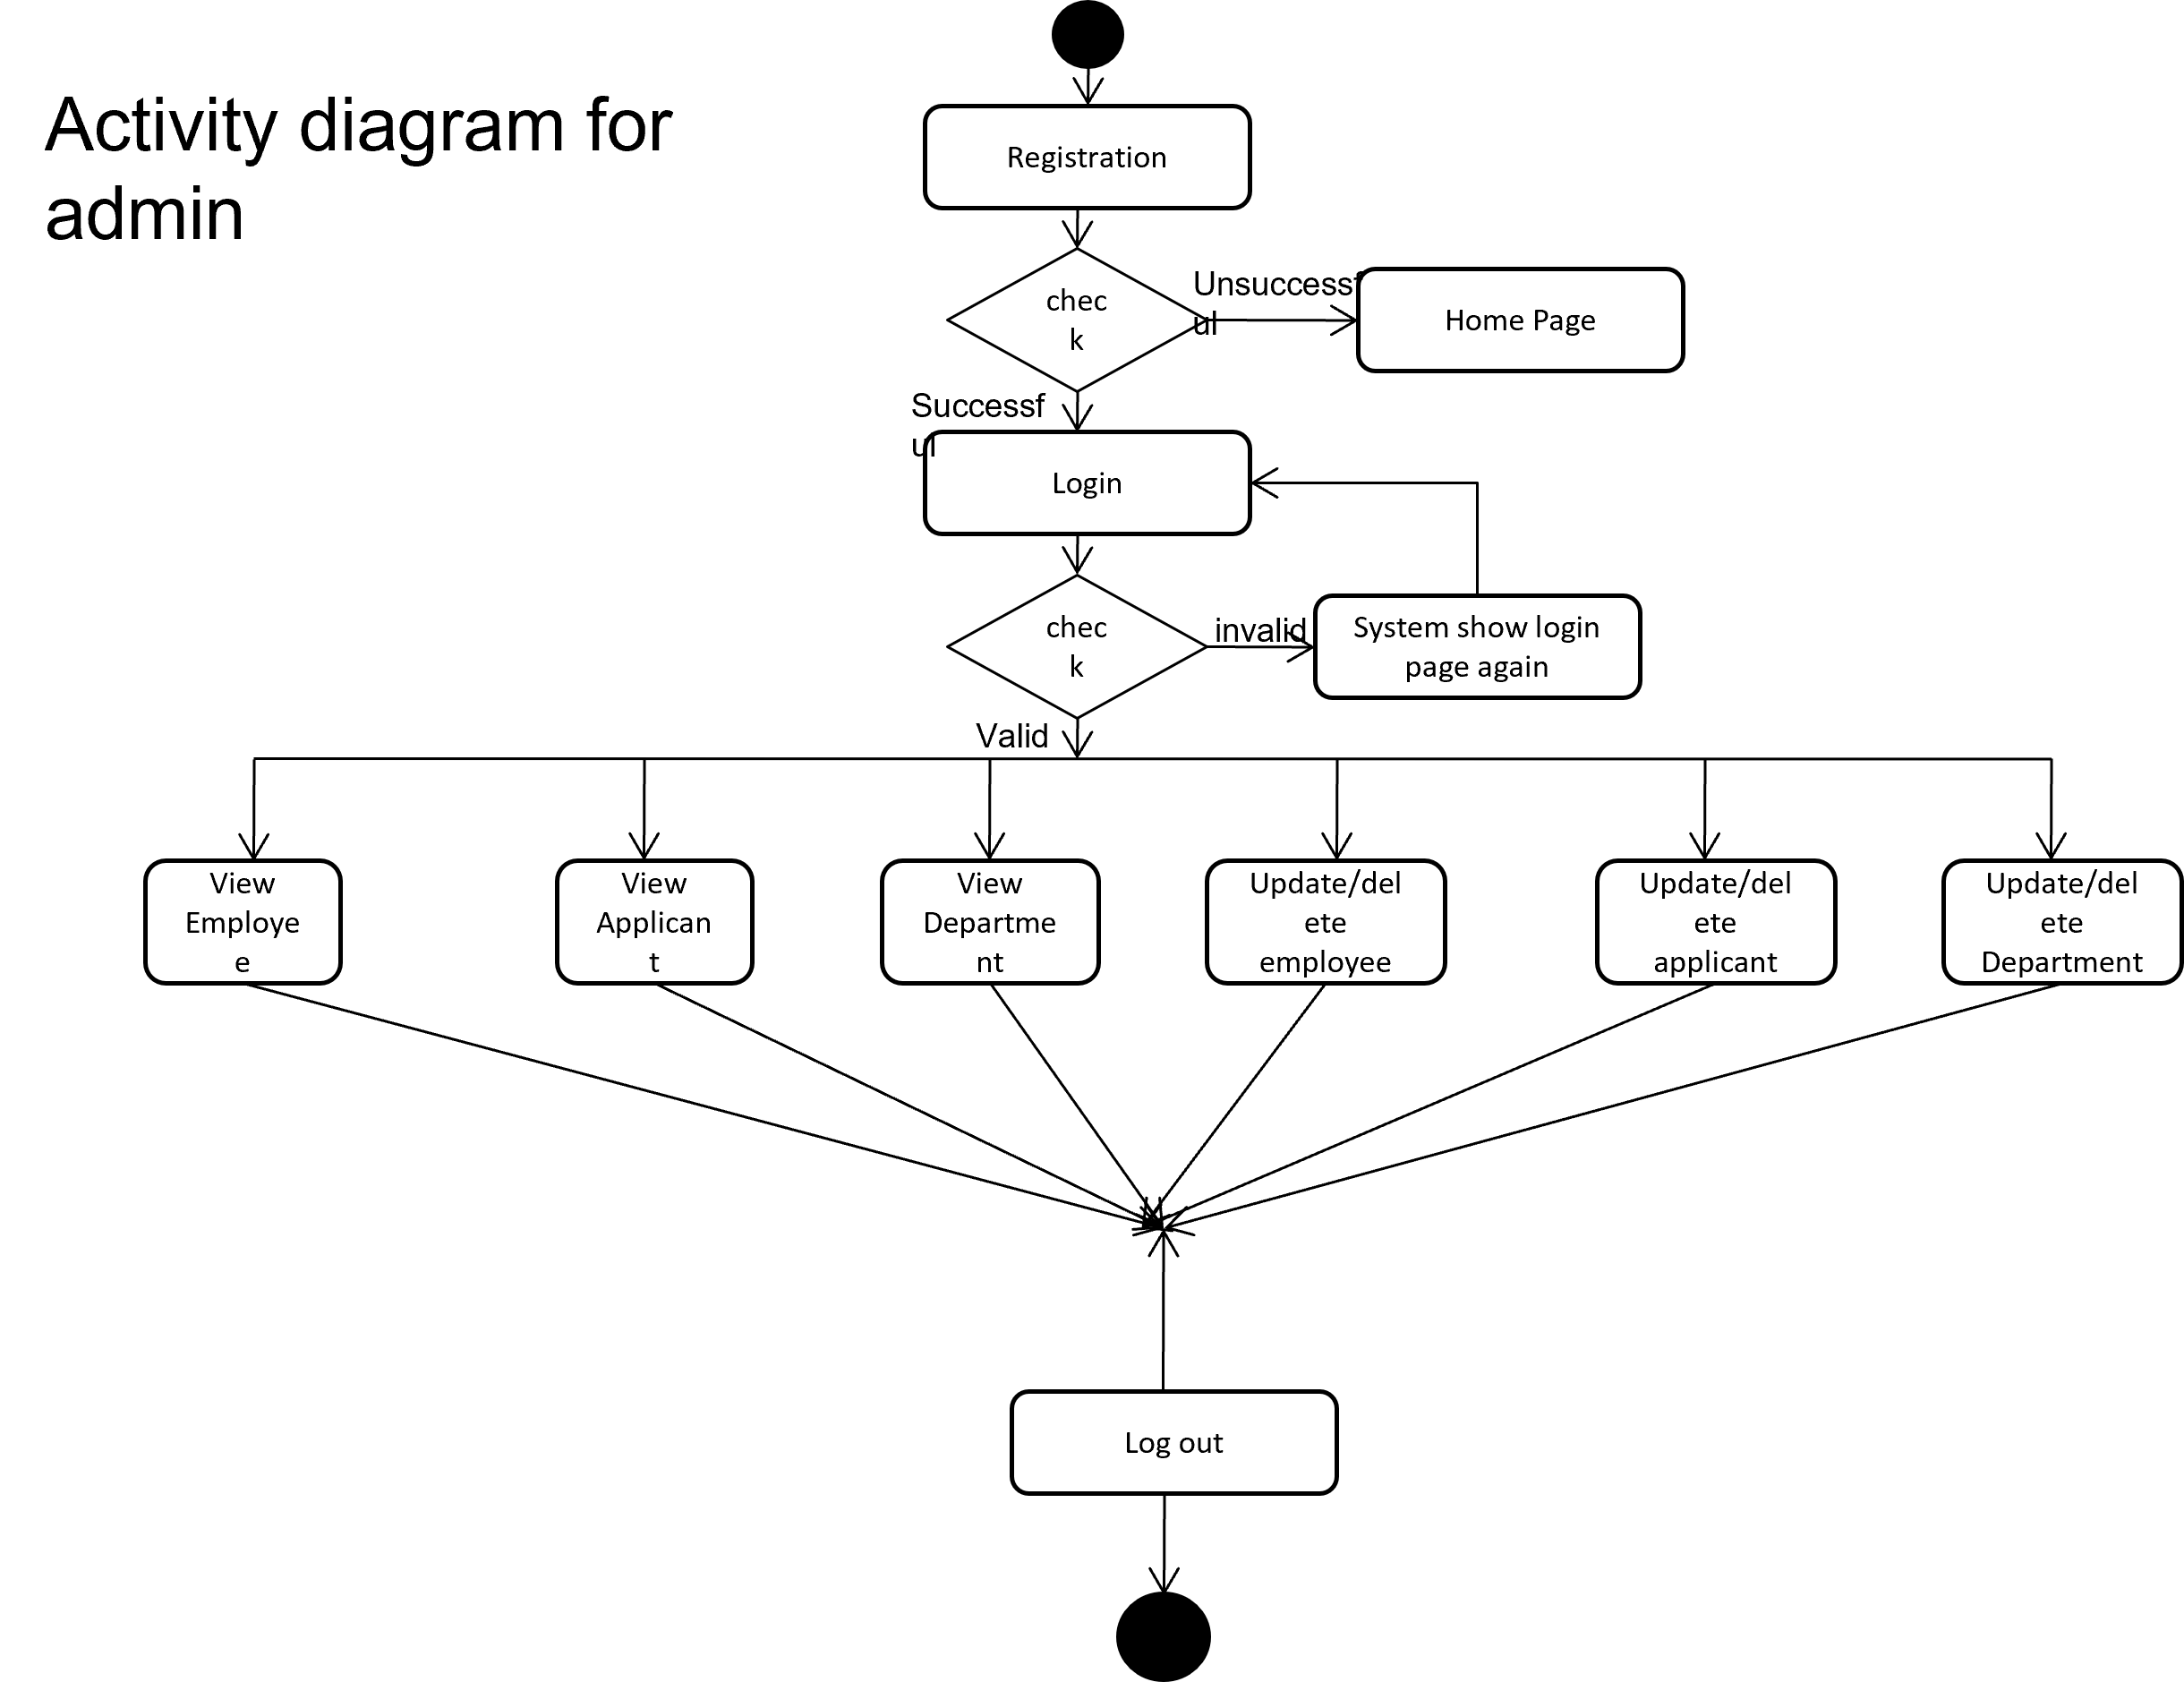 Activity diagram for
admin
Registration
chec
k
Unsuccessf
ul
Home Page
Successf
ul
Login
chec
k
invalid
System show login
page again
Valid
View
Employe
e
View
Applican
t
View
Departme
nt
Update/del
ete
employee
Update/del
ete
applicant
Update/del
ete
Department
Log out